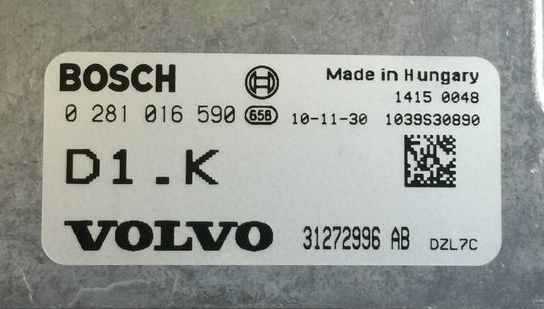 BOSCH Made in Hungary
1415 0048
0 281 016 590 658 10-11-30 1039S30890
D1.K
VOLVO 31272996 AB DZL7C